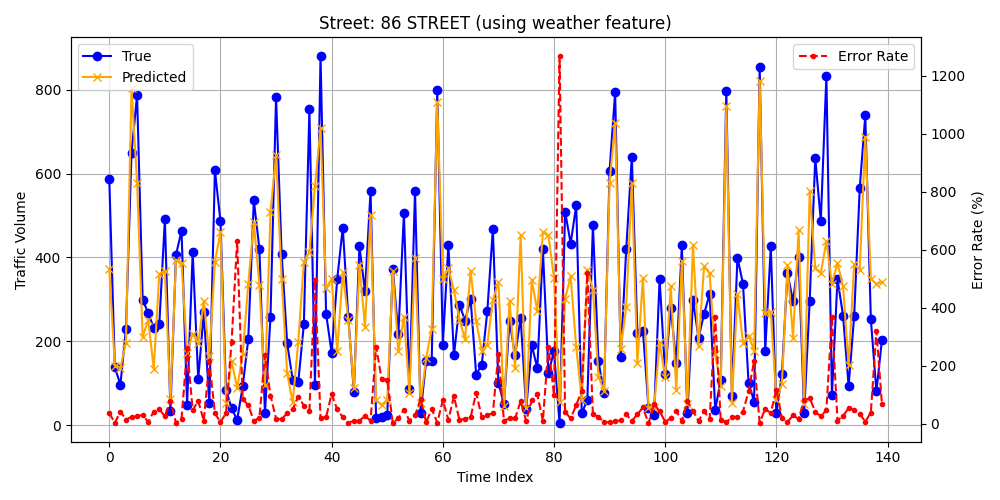 Street: 86 STREET (using weather feature)
True
Predicted
Error Rate
Traffic Volume
800
600
400
200
0
1200
1000
800
600
400
200
0
Error Rate (%)
0 20 40 60 80 100 120 140
Time Index